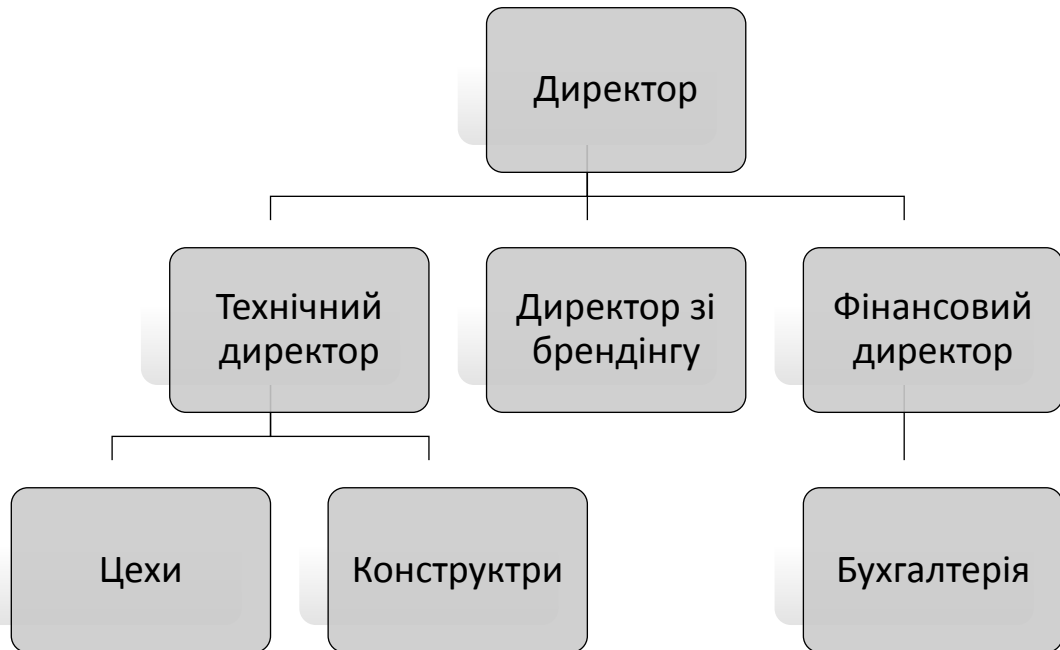 Директор
Технічний
директор
Директор зі
брендінгу
Фінансовий
директор
Цехи
Конструктри
Бухгалтерія